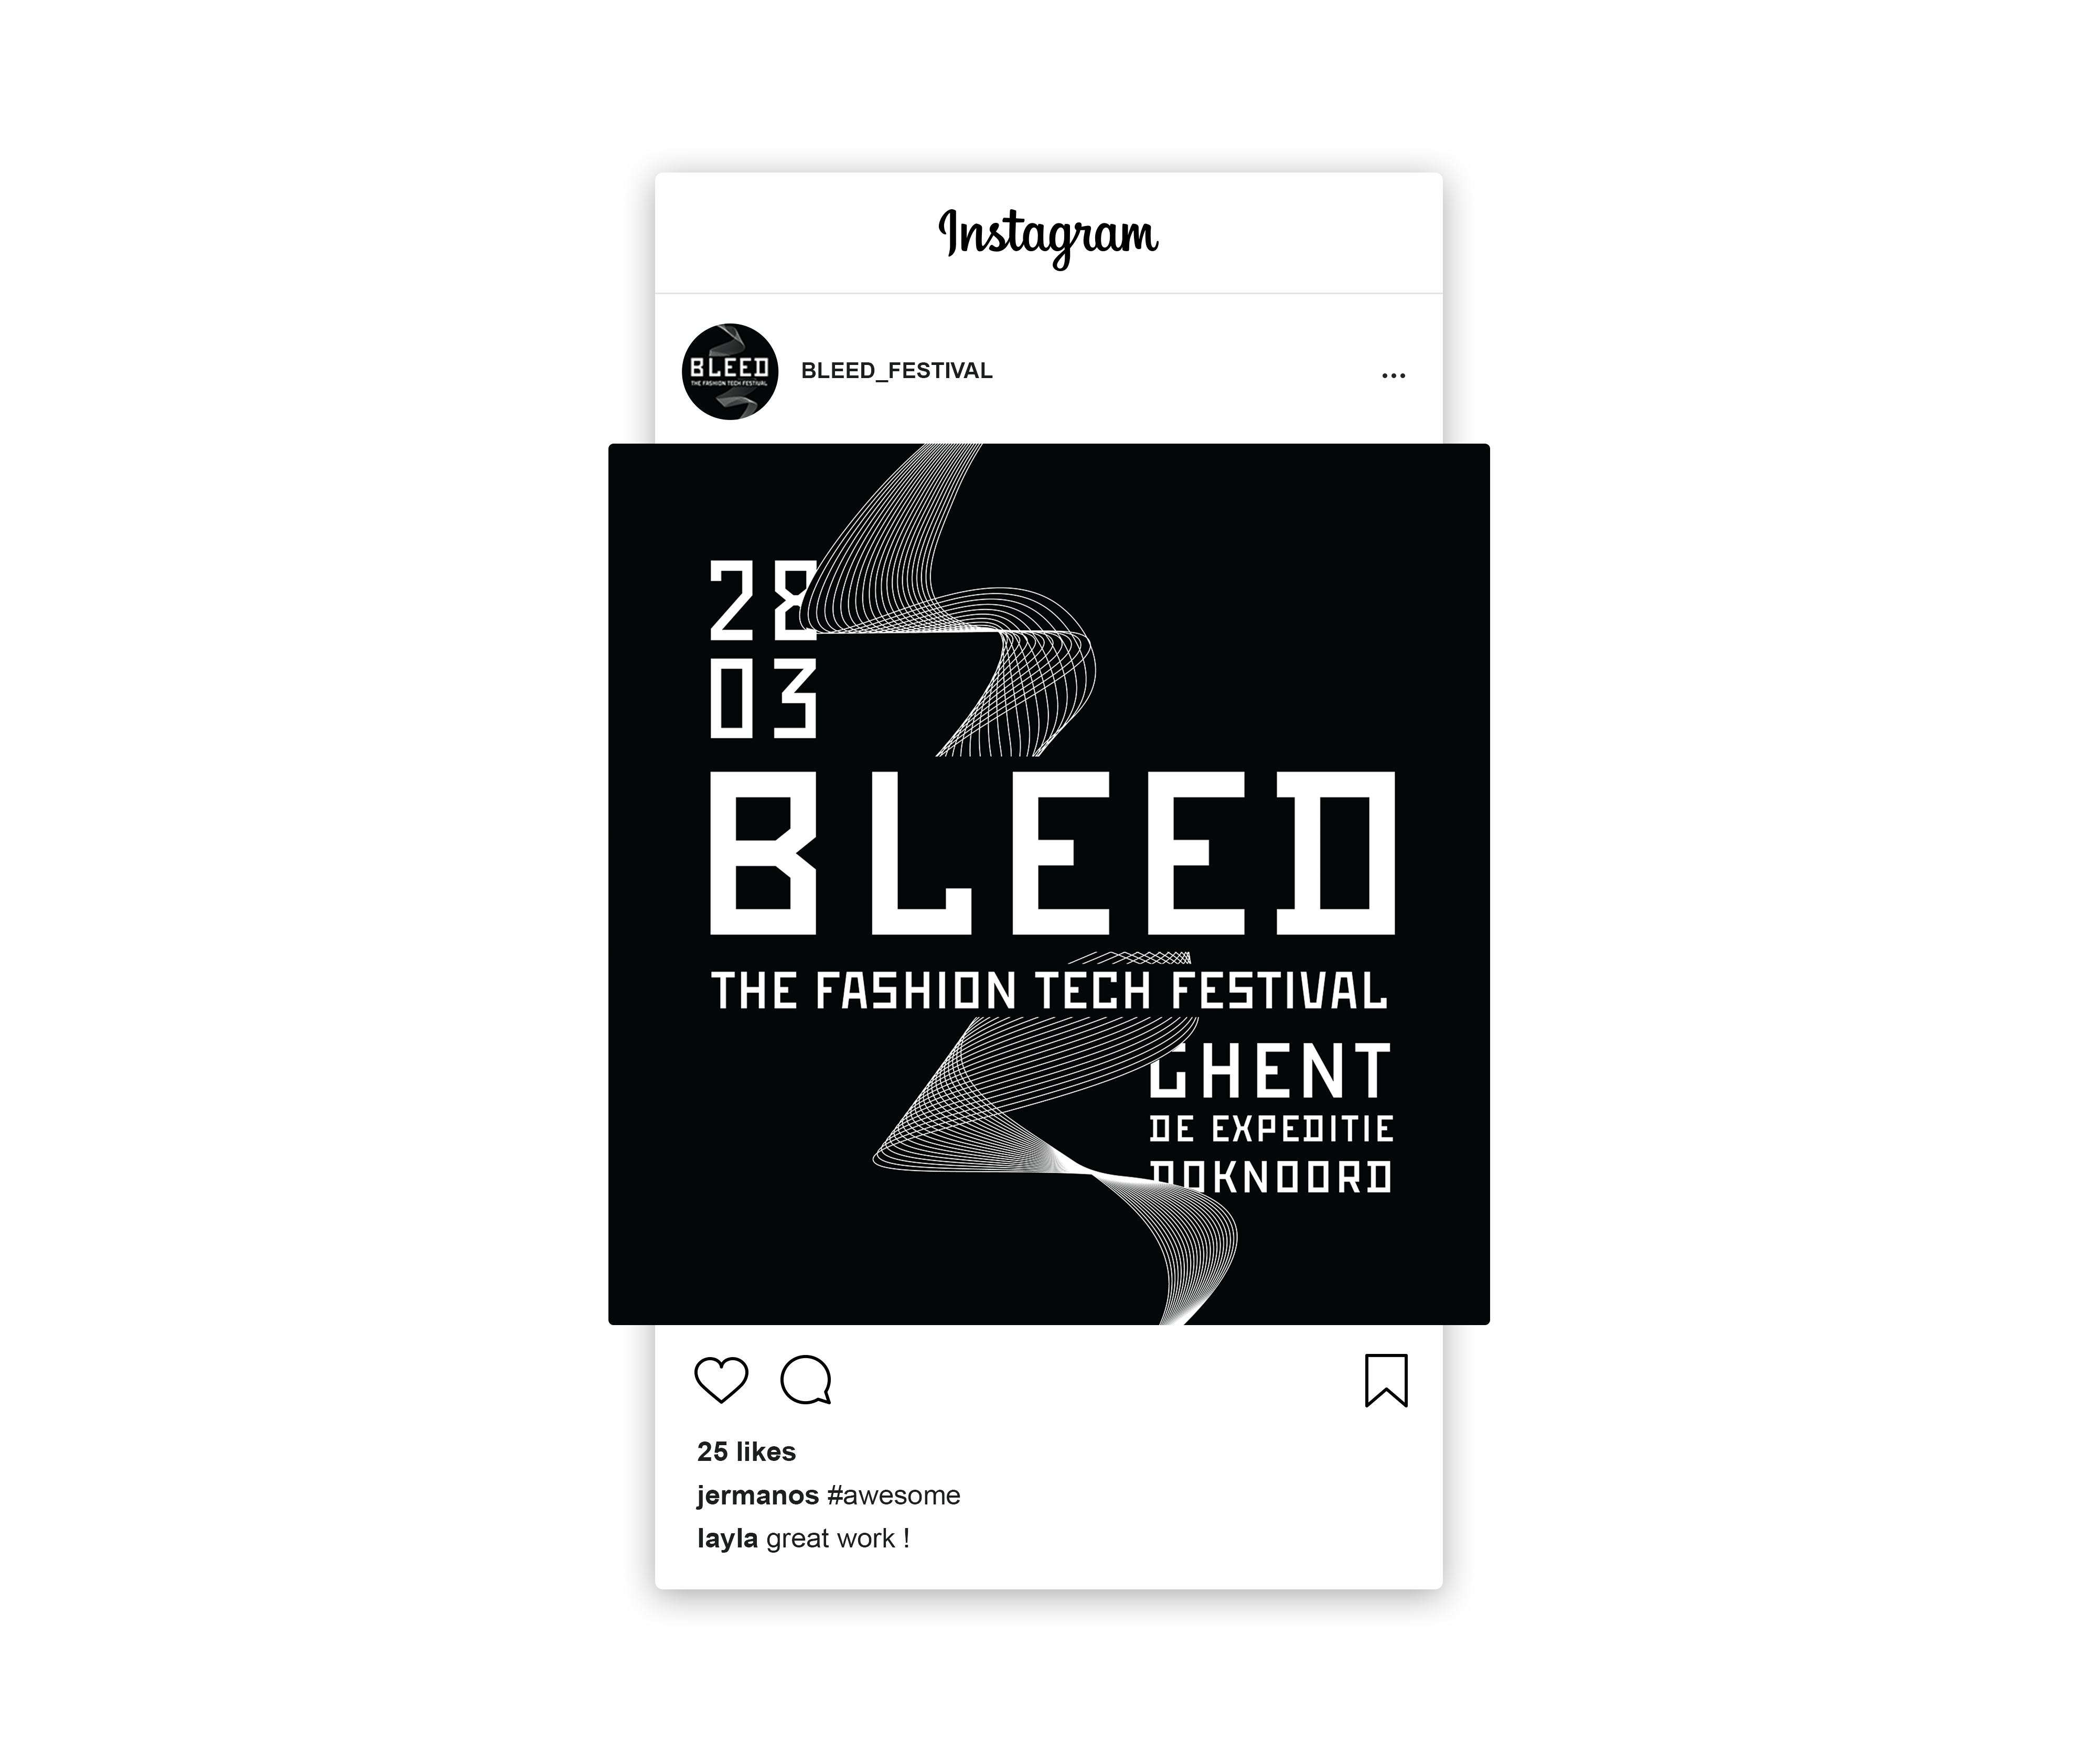 Instagram
BLEED
THE FASHION TECH FESTIVAL
BLEED_FESTIVAL
28
03
BLEED
THE FASHION TECH FESTIVAL
GHENT
DE EXPEDITIE
DOKNOORD
25 likes
jermanos #awesome
layla great work !